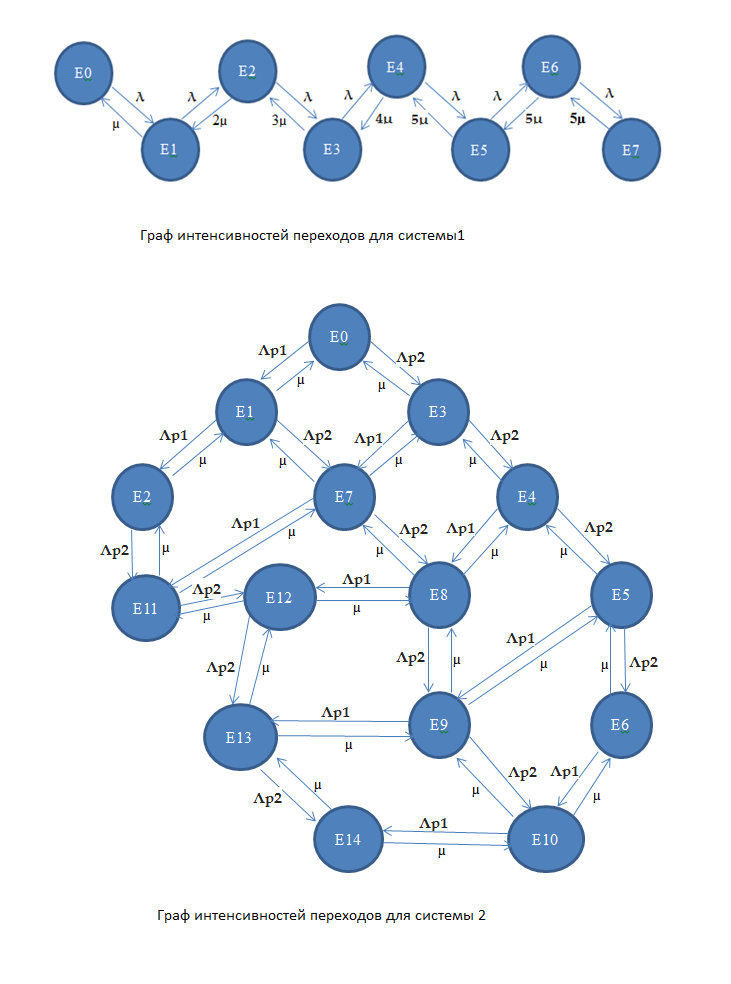 E0
E2
E4
E6
λ
λ
λ
λ
λ
λ
λ
μ
2μ
3μ
4μ
5μ
5μ
5μ
E1
E3
E5
E7
Граф интенсивностей переходов для системы1
E0
Λp1
Λp2
μ
μ
E1
E3
Λp1
Λp2
Λp1
Λp2
μ
μ
μ
μ
E2
E7
E4
Λp1
Λp2
Λp1
Λp2
μ
Λp2
μ
μ
μ
μ
E11
Λp2
μ
E12
Λp1
μ
E8
E5
Λp2
μ
Λp2
μ
Λp1
μ
μ
Λp2
E13
Λp1
μ
E9
E6
Λp2
μ
Λp2
μ
Λp1
μ
E14
Λp1
μ
E10
Граф интенсивностей переходов для системы 2